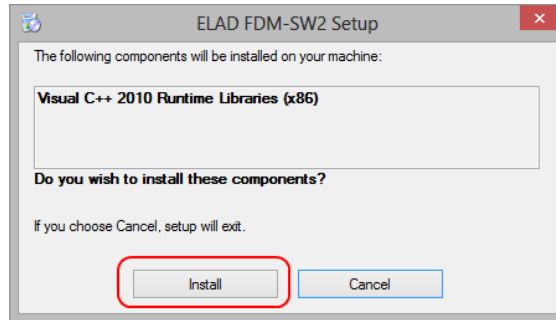 ELAD FDM-SW2 Setup
The following components will be installed on your machine:
Visual C++ 2010 Runtime Libraries (x86)
Do you wish to install these components?
If you choose Cancel, setup will exit.
Install
Cancel